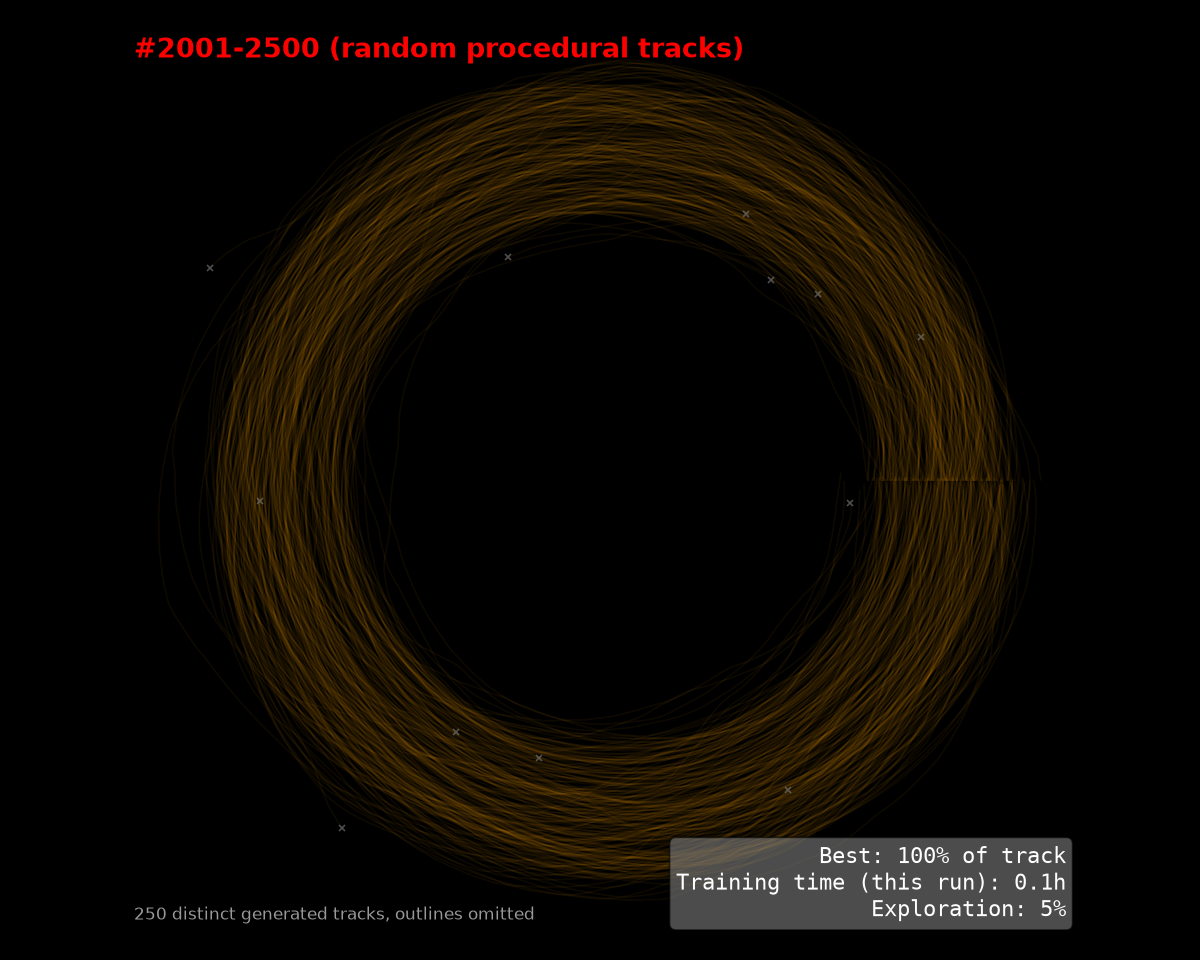 #2001-2500 (random procedural tracks)
Best: 100% of track
Training time (this run): 0.1h
Exploration: 5%
250 distinct generated tracks, outlines omitted